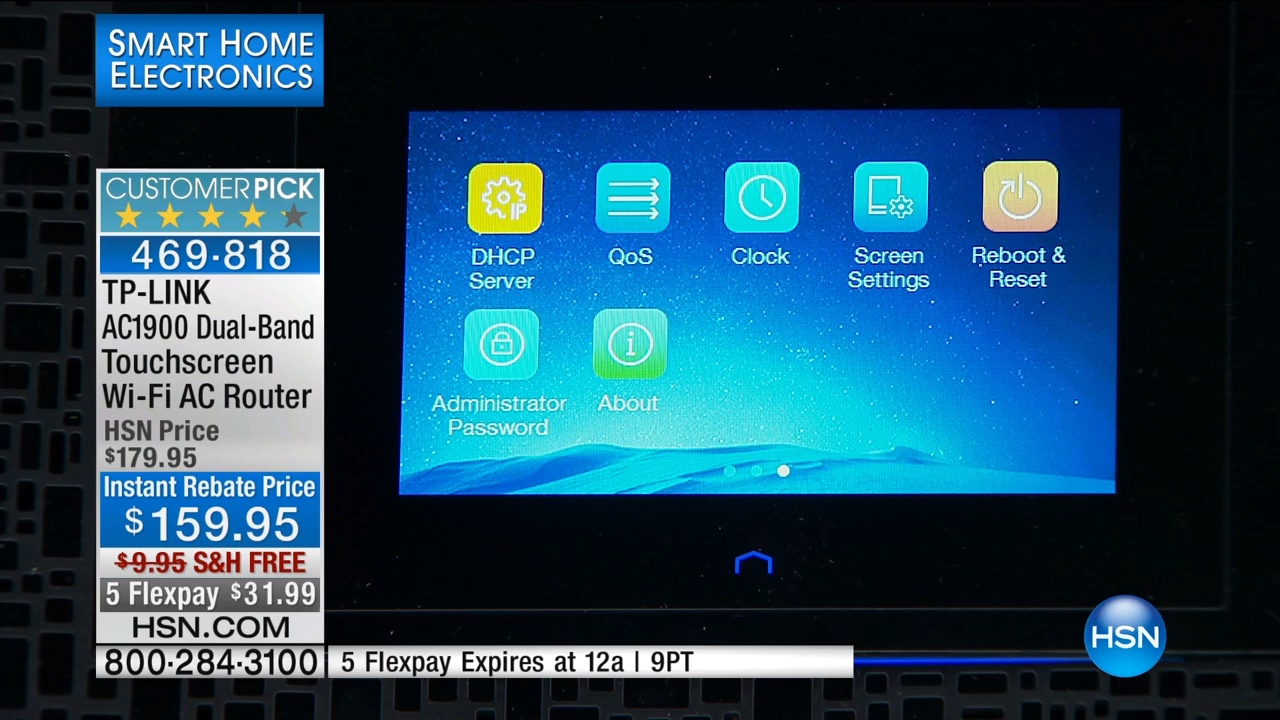 SMART HOME
ELECTRONICS
CUSTOMER PICK
469·818
TP-LINK
AC1900 Dual-Band
Touchscreen
Wi-Fi AC Router
HSN Price
$179.95
Instant Rebate Price
$159.95
$9.95 S&H FREE
5 Flexpay $31.99
HSN.COM
800·284·3100
5 Flexpay Expires at 12a | 9PT
IP
DHCP
Server
QoS
Clock
Screen
Settings
Reboot &
Reset
Administrator
Password
About
HSN